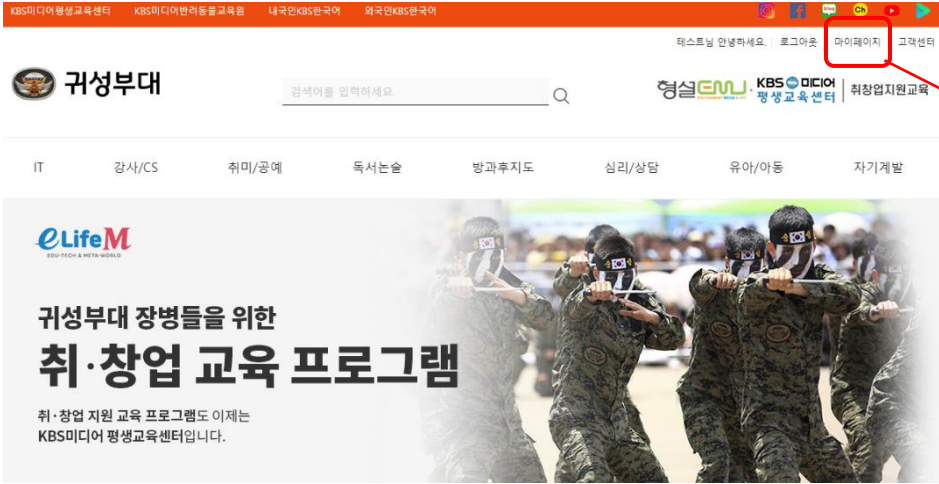 KBS미디어평생교육센터 KBS미디어반려동물교육원 내국인KBS한국어 외국인KBS한국어
Ch
테스트님 안녕하세요. 로그아웃 마이페이지 고객센터
귀성부대
검색어를 입력하세요
형설EMJ · KBS 미디어 평생교육센터 | 취창업지원교육
IT 강사/CS 취미/공예 독서논술 방과후지도 심리/상담 유아/아동 자기계발
eLifeM
EDU-TECH & META-WORLD
귀성부대 장병들을 위한
취·창업 교육 프로그램
취·창업 지원 교육 프로그램도 이제는
KBS미디어 평생교육센터입니다.